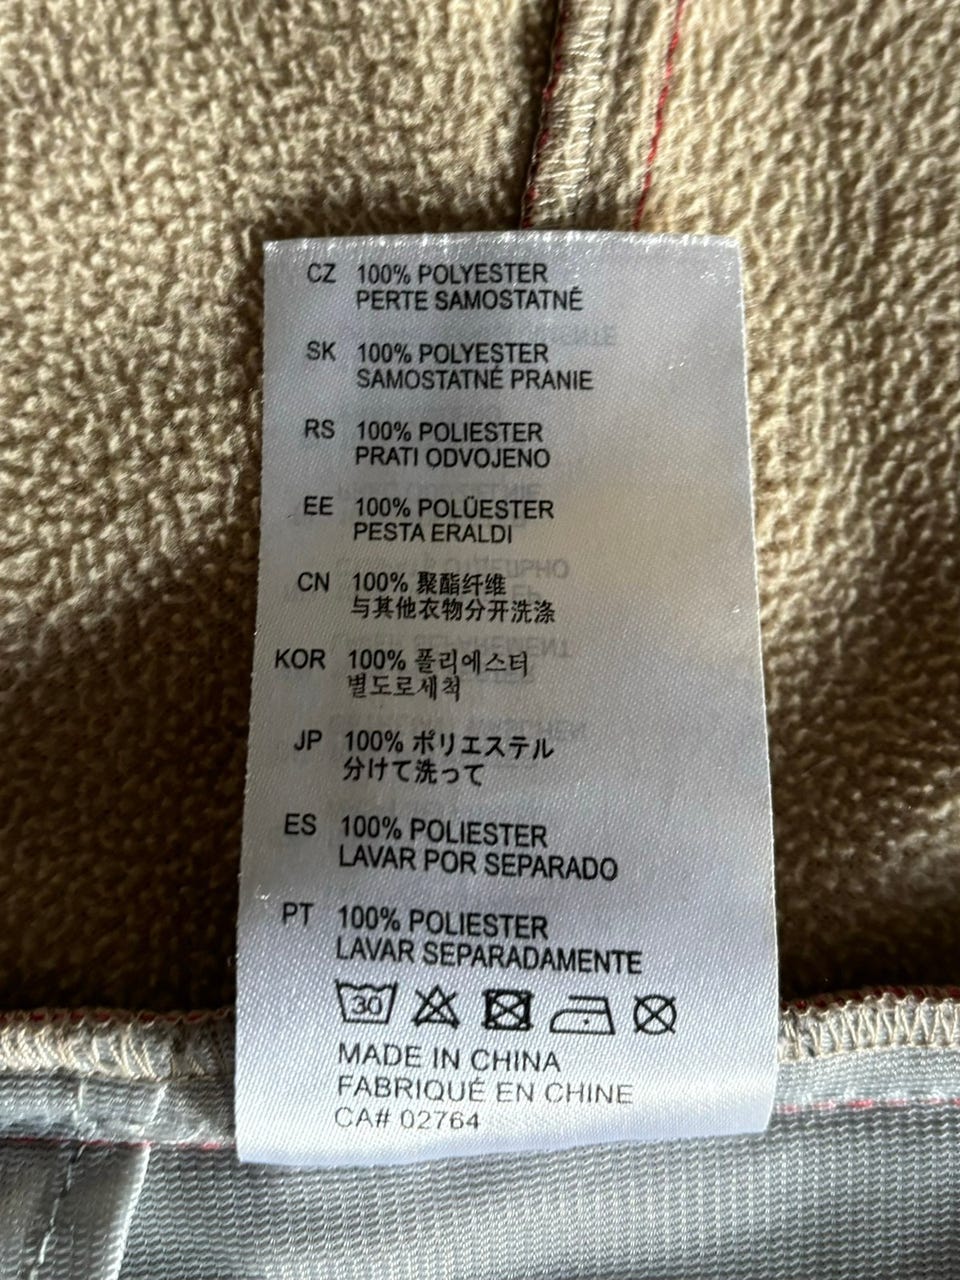 CZ 100% POLYESTER
PERTE SAMOSTATNÉ
SK 100% POLYESTER
SAMOSTATNÉ PRANIE
RS 100% POLIESTER
PRATI ODVOJENO
EE 100% POLÜESTER
PESTA ERALDI
CN 100% 聚酯纤维
与其他衣物分开洗涤
KOR 100% 폴리에스터
별도로세척
JP 100% ポリエステル
分けて洗って
ES 100% POLIESTER
LAVAR POR SEPARADO
PT 100% POLIESTER
LAVAR SEPARADAMENTE
30
MADE IN CHINA
FABRIQUÉ EN CHINE
CA# 02764